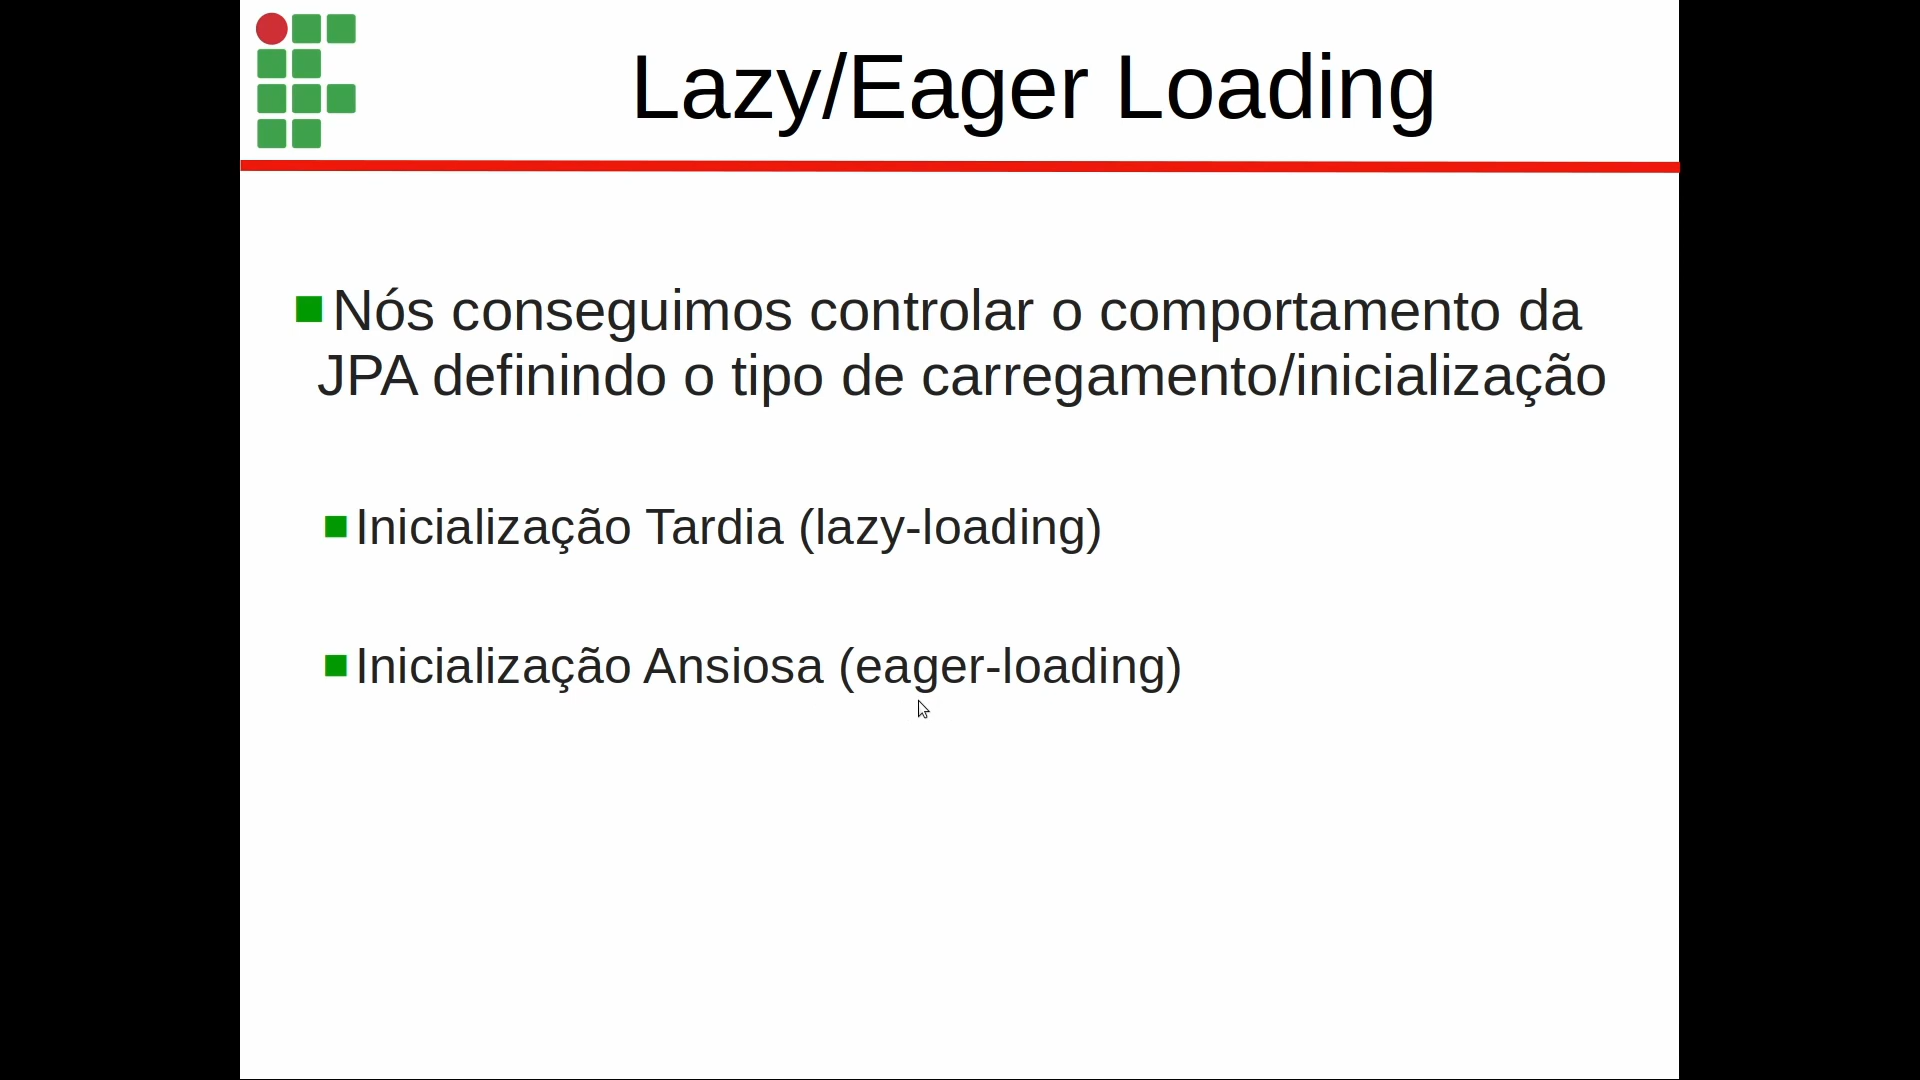 Lazy/Eager Loading
Nós conseguimos controlar o comportamento da
JPA definindo o tipo de carregamento/inicialização
Inicialização Tardia (lazy-loading)
Inicialização Ansiosa (eager-loading)